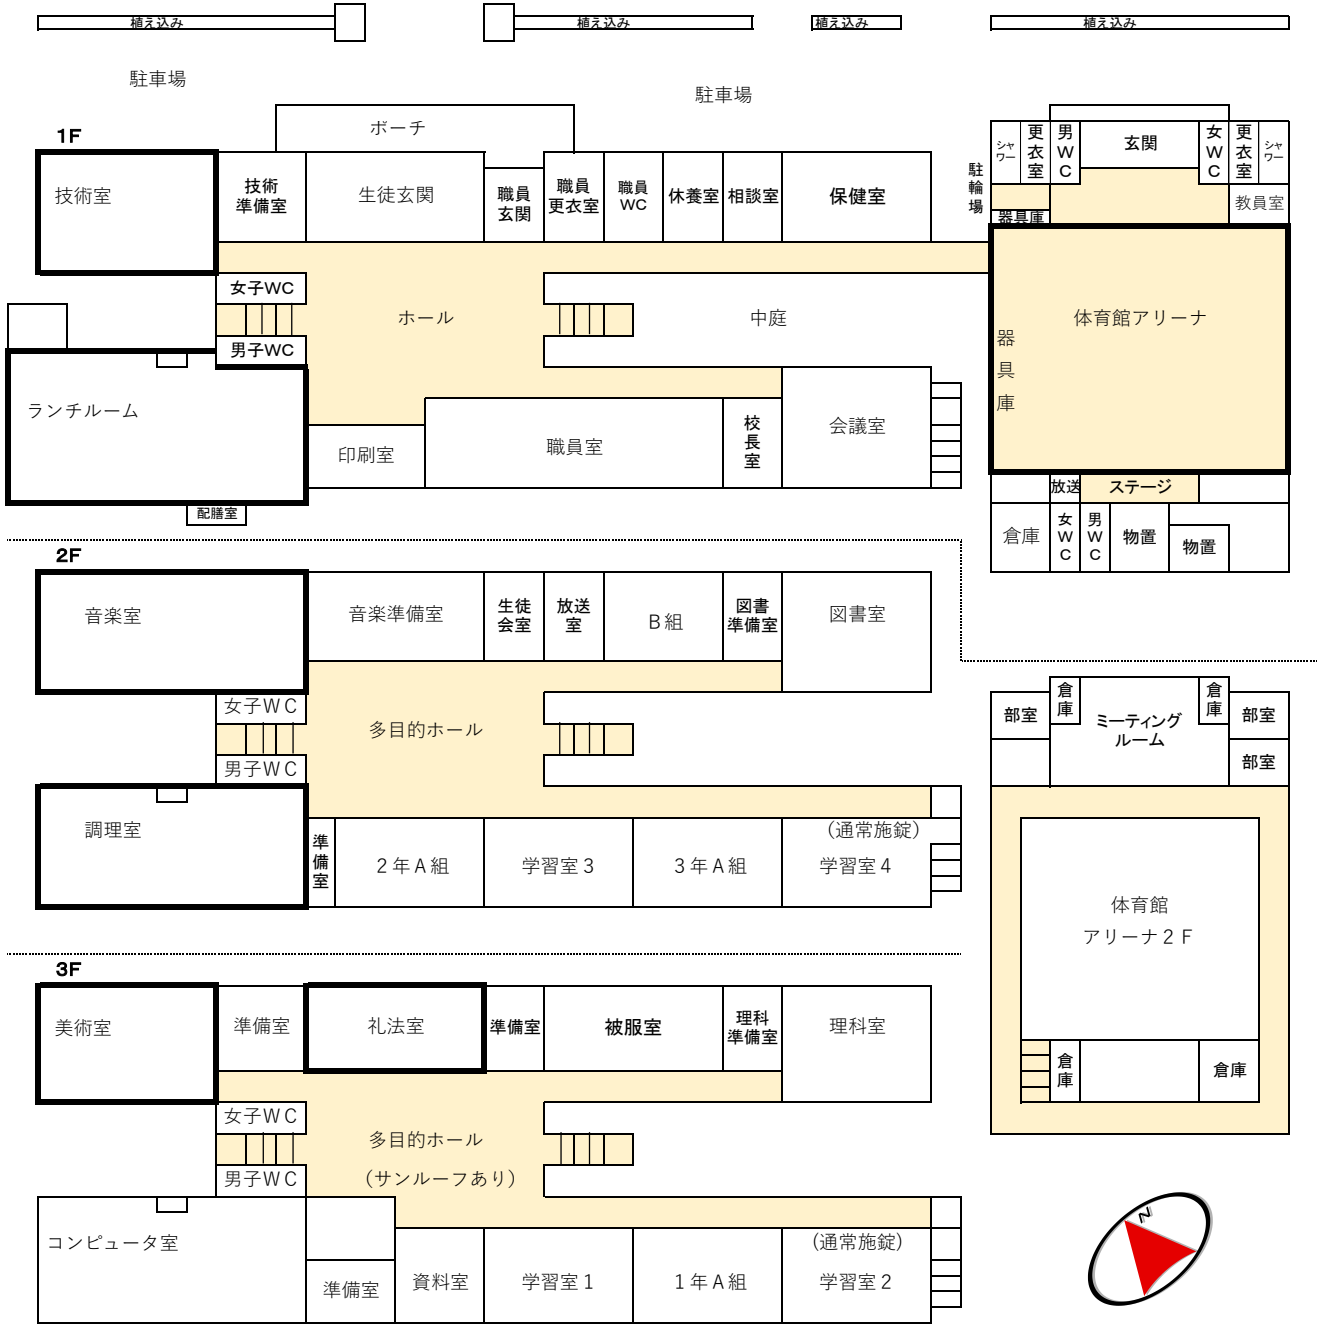 植え込み
植え込み
植え込み
植え込み
駐車場
駐車場
1F
ポーチ
技術室
技術
準備室
生徒玄関
職員
玄関
職員
更衣室
職員
WC
休養室
相談室
保健室
駐輪場
シャワー
更衣室
男WC
玄関
女WC
更衣室
シャワー
器具庫
教員室
女子WC
男子WC
ホール
中庭
体育館アリーナ
器具庫
ランチルーム
印刷室
職員室
校長室
会議室
配膳室
放送
ステージ
倉庫
女WC
男WC
物置
物置
2F
音楽室
音楽準備室
生徒
会室
放送
室
B組
図書
準備室
図書室
女子WC
男子WC
多目的ホール
調理室
準備室
2年A組
学習室3
3年A組
(通常施錠)
学習室4
部室
倉庫
ミーティング
ルーム
倉庫
部室
部室
体育館
アリーナ2F
倉庫
倉庫
3F
美術室
準備室
礼法室
準備室
被服室
理科
準備室
理科室
女子WC
男子WC
多目的ホール
(サンルーフあり)
コンピュータ室
準備室
資料室
学習室1
1年A組
(通常施錠)
学習室2
N